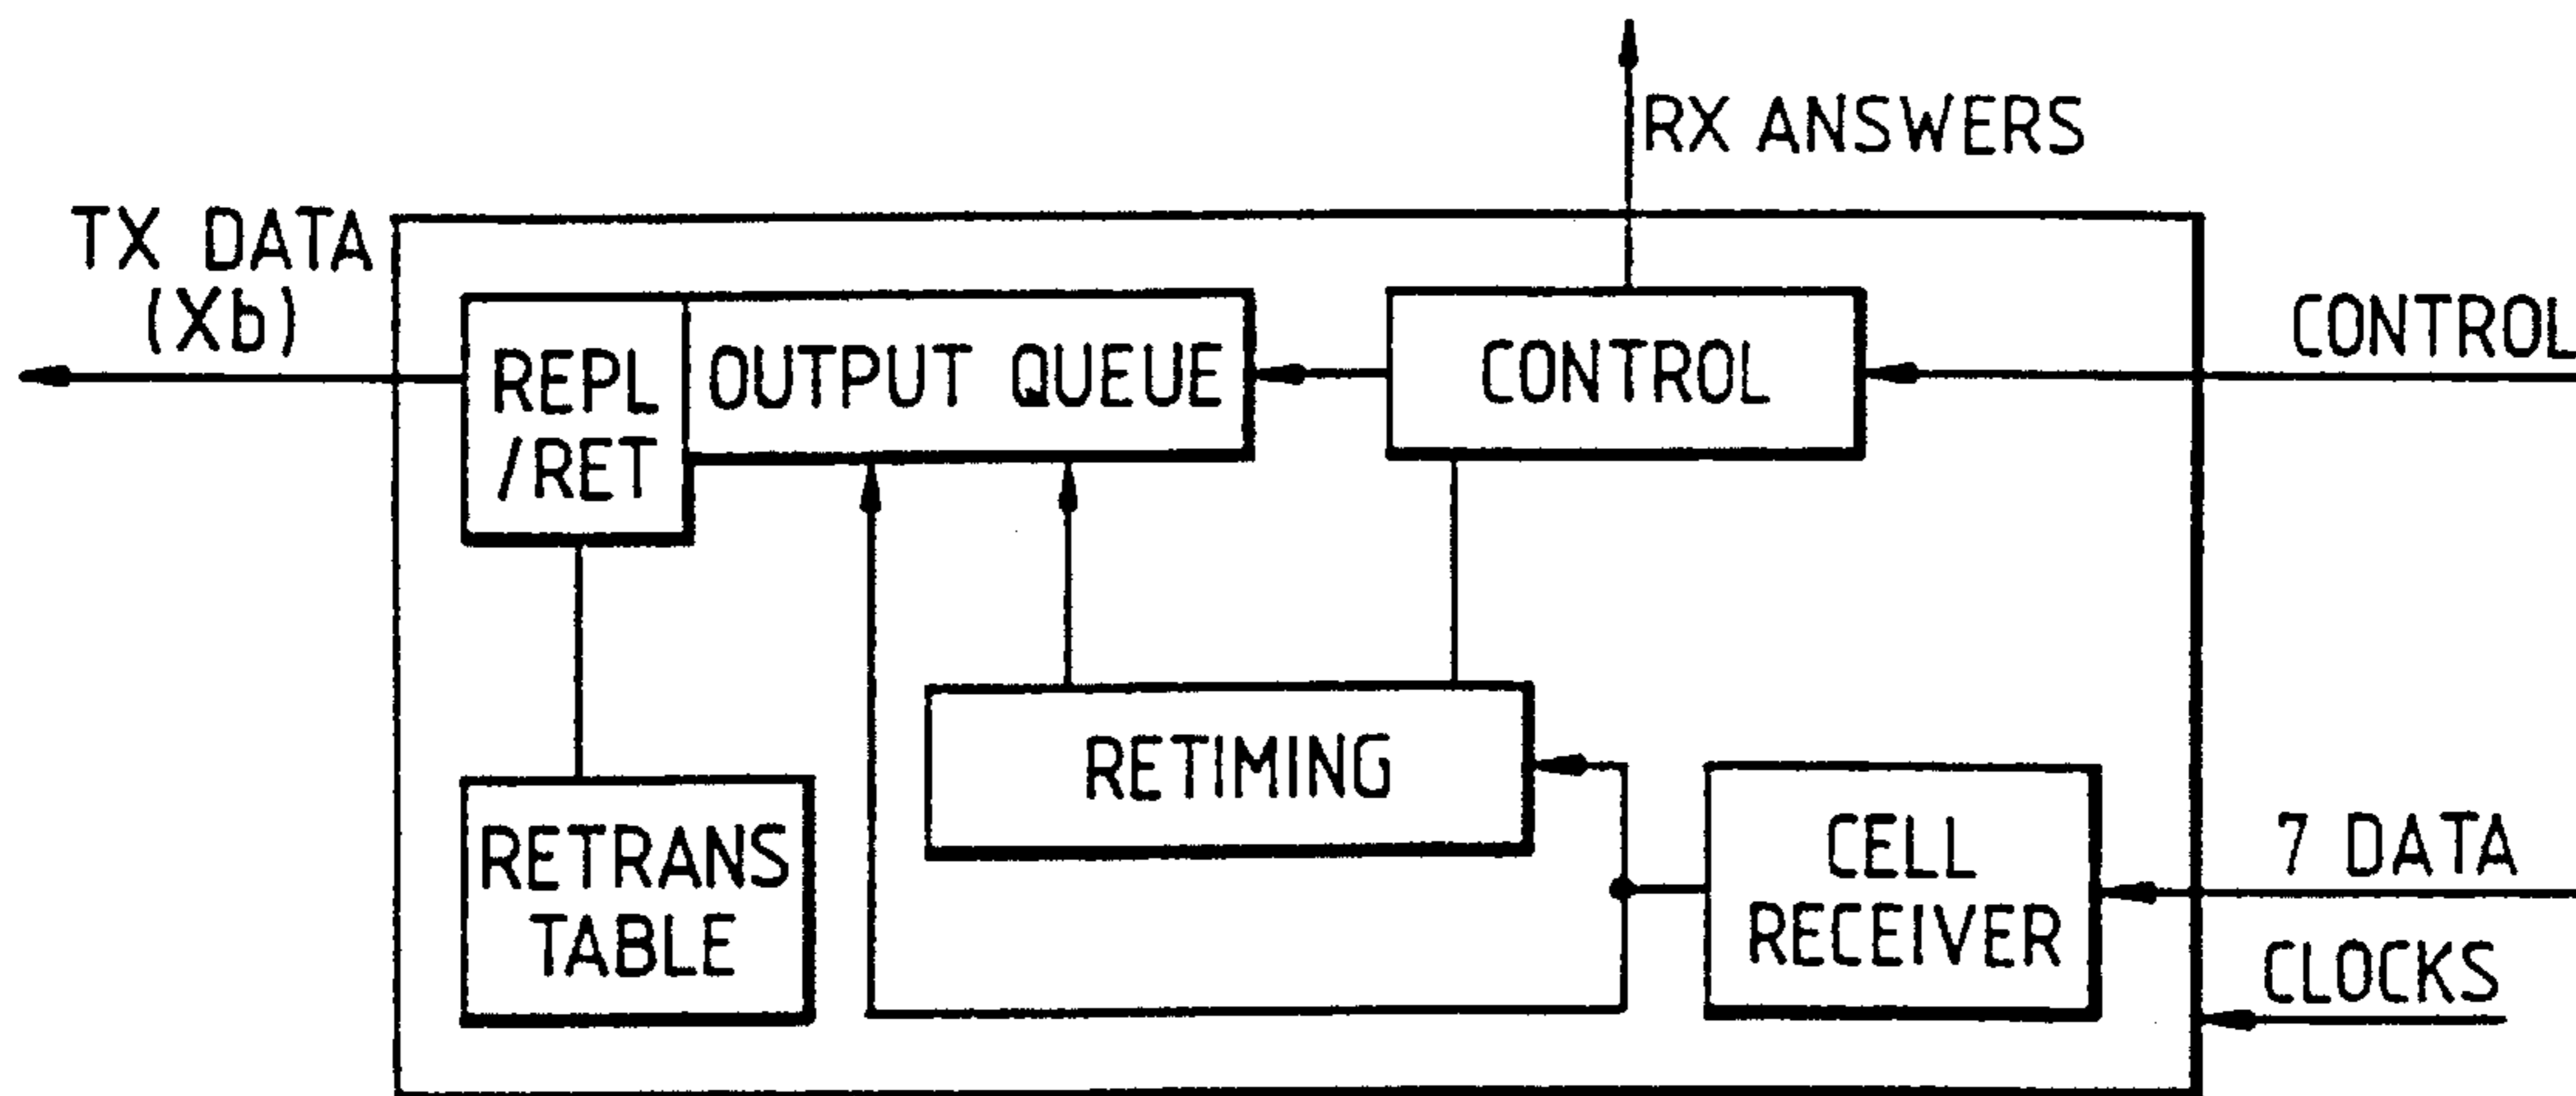 RX ANSWERS
TX DATA
(Xb)
REPL
/RET
OUTPUT QUEUE
CONTROL
CONTROL
RETIMING
RETRANS
TABLE
CELL
RECEIVER
7 DATA
CLOCKS